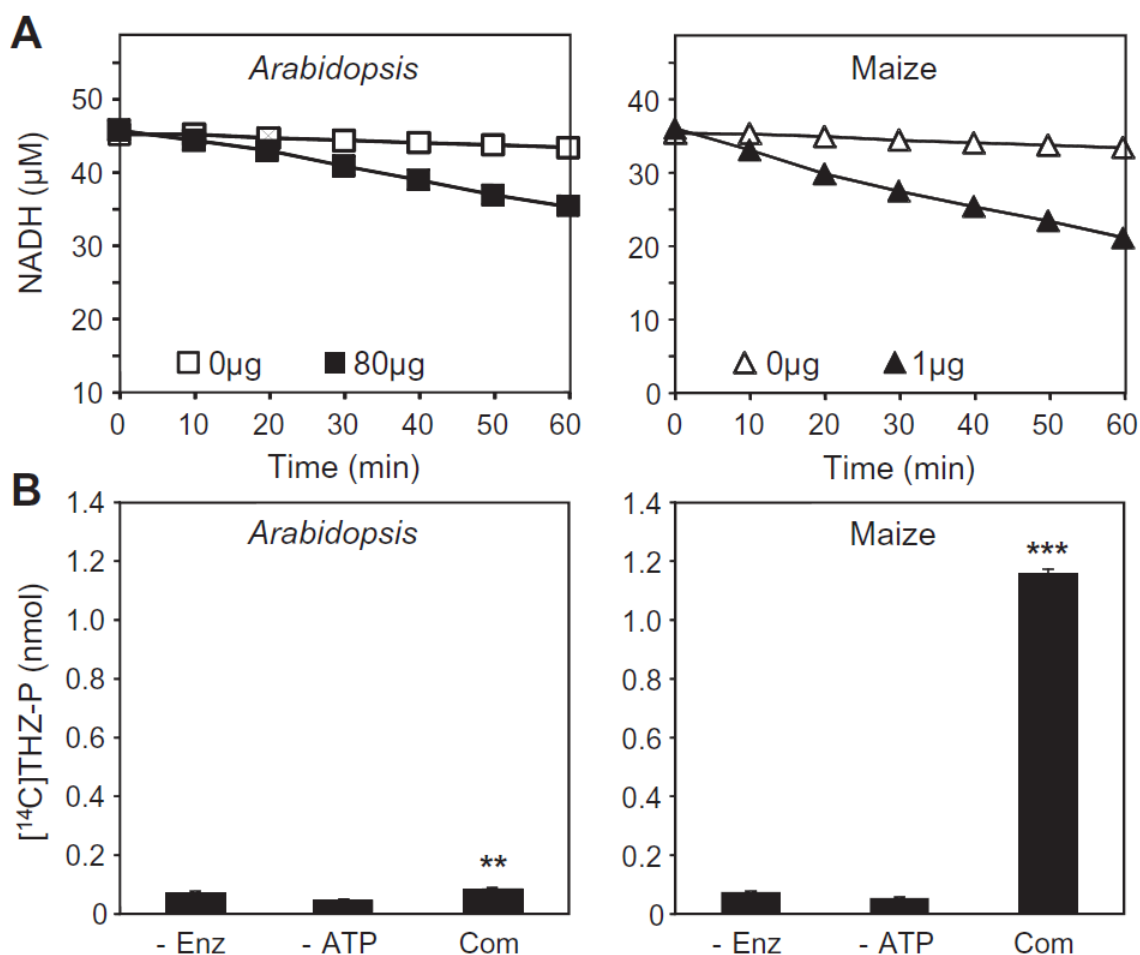 A
Arabidopsis
Maize
NADH (µM)
50
40
30
20
10
0µg
80µg
0 10 20 30 40 50 60
Time (min)
40
30
20
10
0
0µg
1µg
0 10 20 30 40 50 60
Time (min)
B
Arabidopsis
Maize
[¹⁴C]THZ-P (nmol)
1.4
1.2
1.0
0.8
0.6
0.4
0.2
0
**
- Enz - ATP Com
1.4
1.2
1.0
0.8
0.6
0.4
0.2
0
***
- Enz - ATP Com